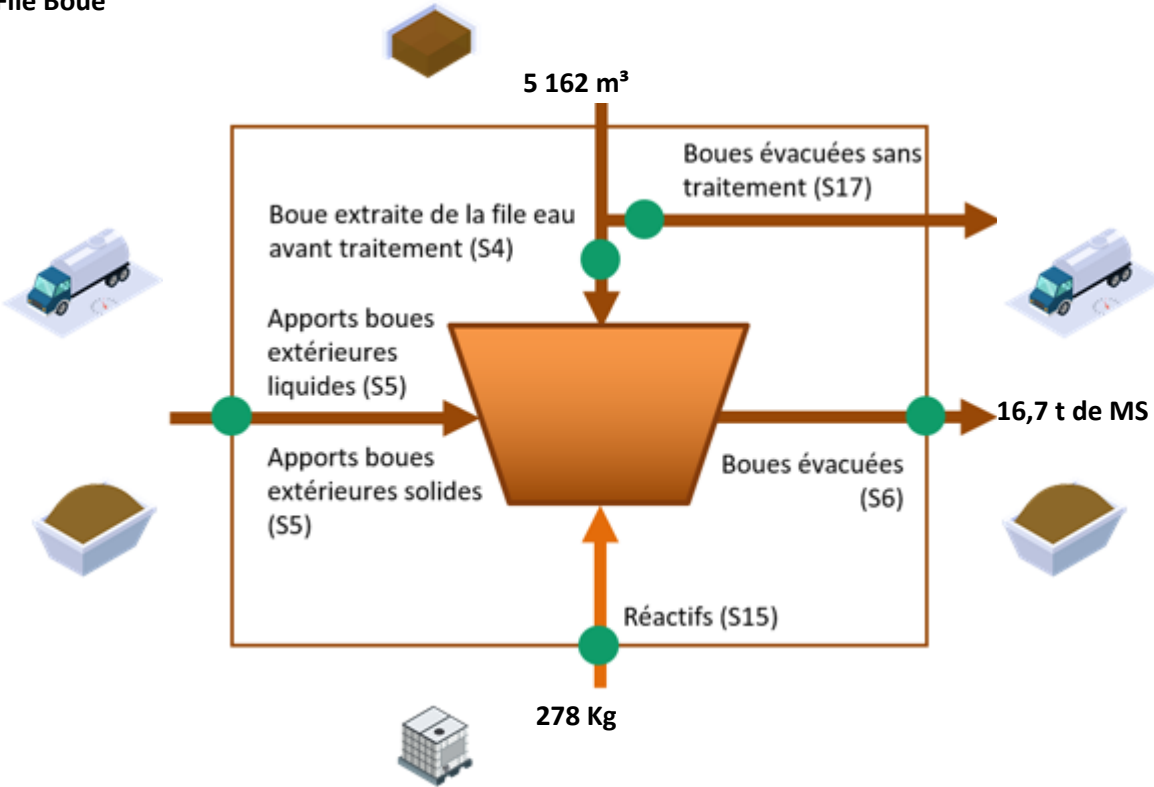 File Boue
5 162 m³
Boues évacuées sans
traitement (S17)
Boue extraite de la file eau
avant traitement (S4)
Apports boues
extérieures
liquides (S5)
16,7 t de MS
Apports boues
extérieures solides
(S5)
Boues évacuées
(S6)
Réactifs (S15)
278 Kg